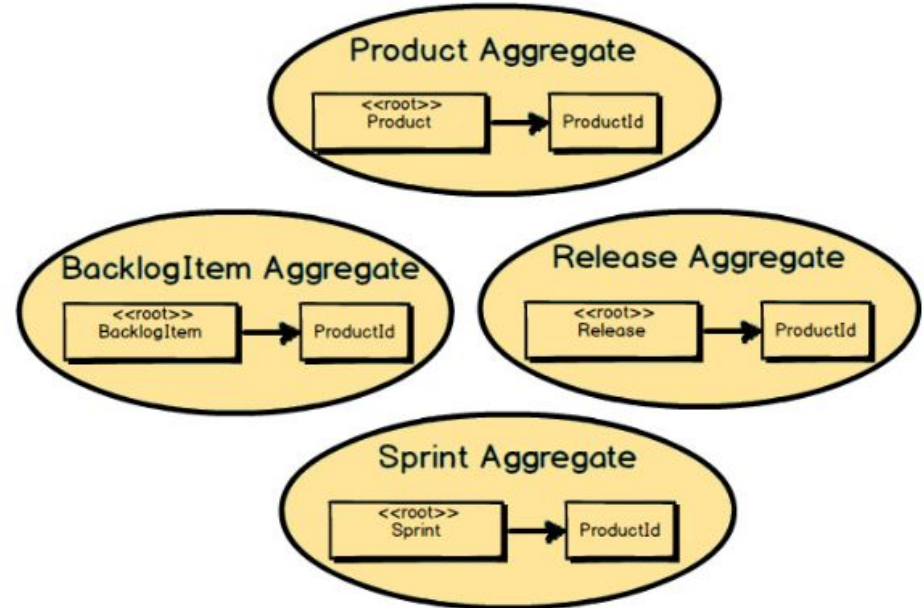 Product Aggregate
<<root>>
Product
ProductId
BacklogItem Aggregate
<<root>>
BacklogItem
ProductId
Release Aggregate
<<root>>
Release
ProductId
Sprint Aggregate
<<root>>
Sprint
ProductId